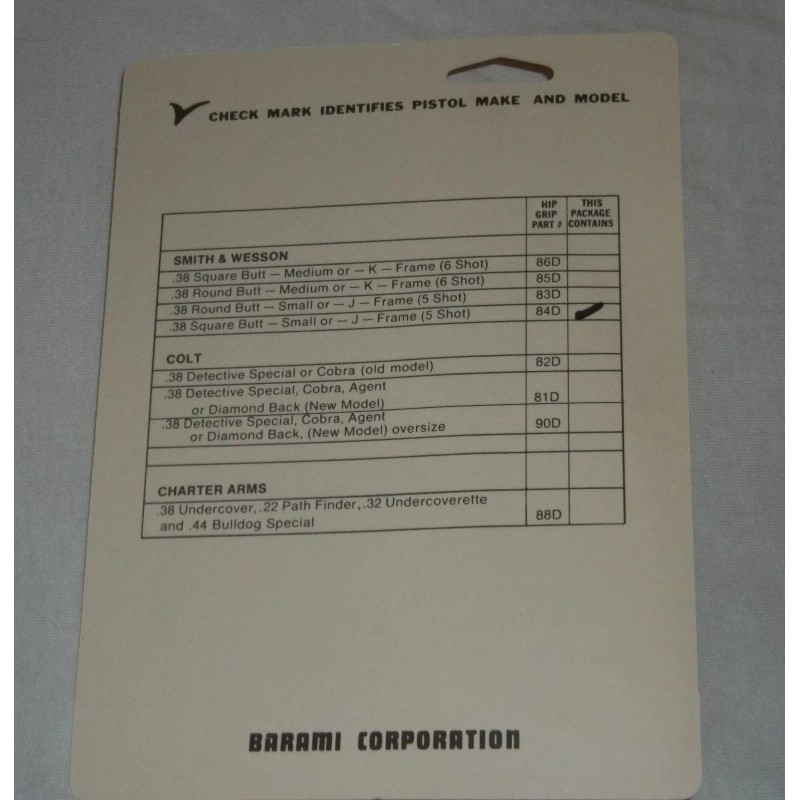 CHECK MARK IDENTIFIES PISTOL MAKE AND MODEL
HIP GRIP PART #
THIS PACKAGE CONTAINS
SMITH & WESSON
.38 Square Butt — Medium or — K — Frame (6 Shot) 86D
.38 Round Butt — Medium or — K — Frame (6 Shot) 85D
.38 Round Butt — Small or — J — Frame (5 Shot) 83D
.38 Square Butt — Small or — J — Frame (5 Shot) 84D
COLT
.38 Detective Special or Cobra (old model) 82D
.38 Detective Special, Cobra, Agent
or Diamond Back (New Model) 81D
.38 Detective Special, Cobra, Agent
or Diamond Back, (New Model) oversize 90D
CHARTER ARMS
.38 Undercover, .22 Path Finder, .32 Undercoverette
and .44 Bulldog Special 88D
BARAMI CORPORATION